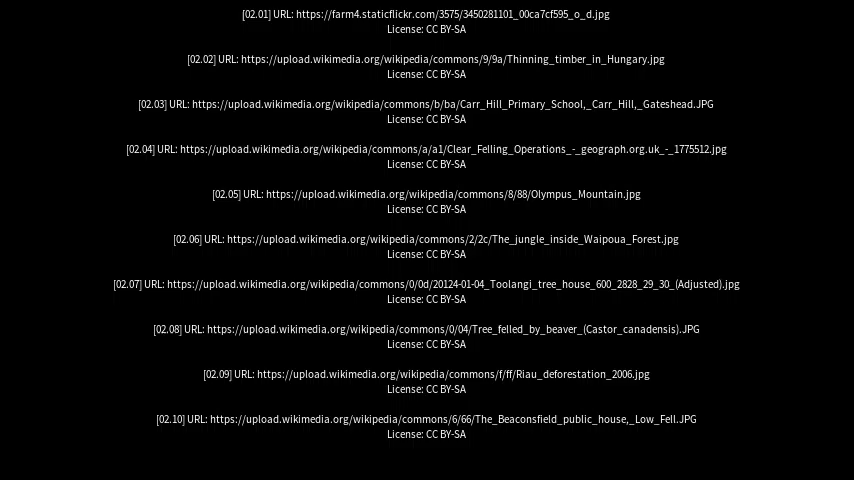 [02.01] URL: https://farm4.staticflickr.com/3575/3450281101_00ca7cf595_o_d.jpg
License: CC BY-SA
[02.02] URL: https://upload.wikimedia.org/wikipedia/commons/9/9a/Thinning_timber_in_Hungary.jpg
License: CC BY-SA
[02.03] URL: https://upload.wikimedia.org/wikipedia/commons/b/ba/Carr_Hill_Primary_School,_Carr_Hill,_Gateshead.JPG
License: CC BY-SA
[02.04] URL: https://upload.wikimedia.org/wikipedia/commons/a/a1/Clear_Felling_Operations_-_geograph.org.uk_-_1775512.jpg
License: CC BY-SA
[02.05] URL: https://upload.wikimedia.org/wikipedia/commons/8/88/Olympus_Mountain.jpg
License: CC BY-SA
[02.06] URL: https://upload.wikimedia.org/wikipedia/commons/2/2c/The_jungle_inside_Waipoua_Forest.jpg
License: CC BY-SA
[02.07] URL: https://upload.wikimedia.org/wikipedia/commons/0/0d/20124-01-04_Toolangi_tree_house_600_2828_29_30_(Adjusted).jpg
License: CC BY-SA
[02.08] URL: https://upload.wikimedia.org/wikipedia/commons/0/04/Tree_felled_by_beaver_(Castor_canadensis).JPG
License: CC BY-SA
[02.09] URL: https://upload.wikimedia.org/wikipedia/commons/f/ff/Riau_deforestation_2006.jpg
License: CC BY-SA
[02.10] URL: https://upload.wikimedia.org/wikipedia/commons/6/66/The_Beaconsfield_public_house,_Low_Fell.JPG
License: CC BY-SA